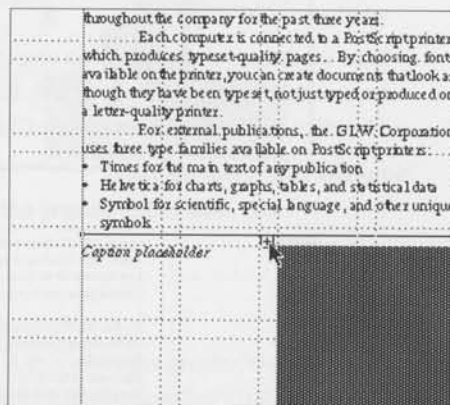 throughout the company for the past three years.
Each computer is connected to a PostScript printer
which produces typeset-quality pages. By choosing font
available on the printer, you can create documents that look as
though they have been typeset, not just typed or produced on
a letter-quality printer.
For external publications, the GLW Corporation
uses three type families available on PostScript printers:
• Times for the main text of any publication
• Helvetica for charts, graphs, tables, and statistical data
• Symbol for scientific, special language, and other unique
symbols
Caption placeholder